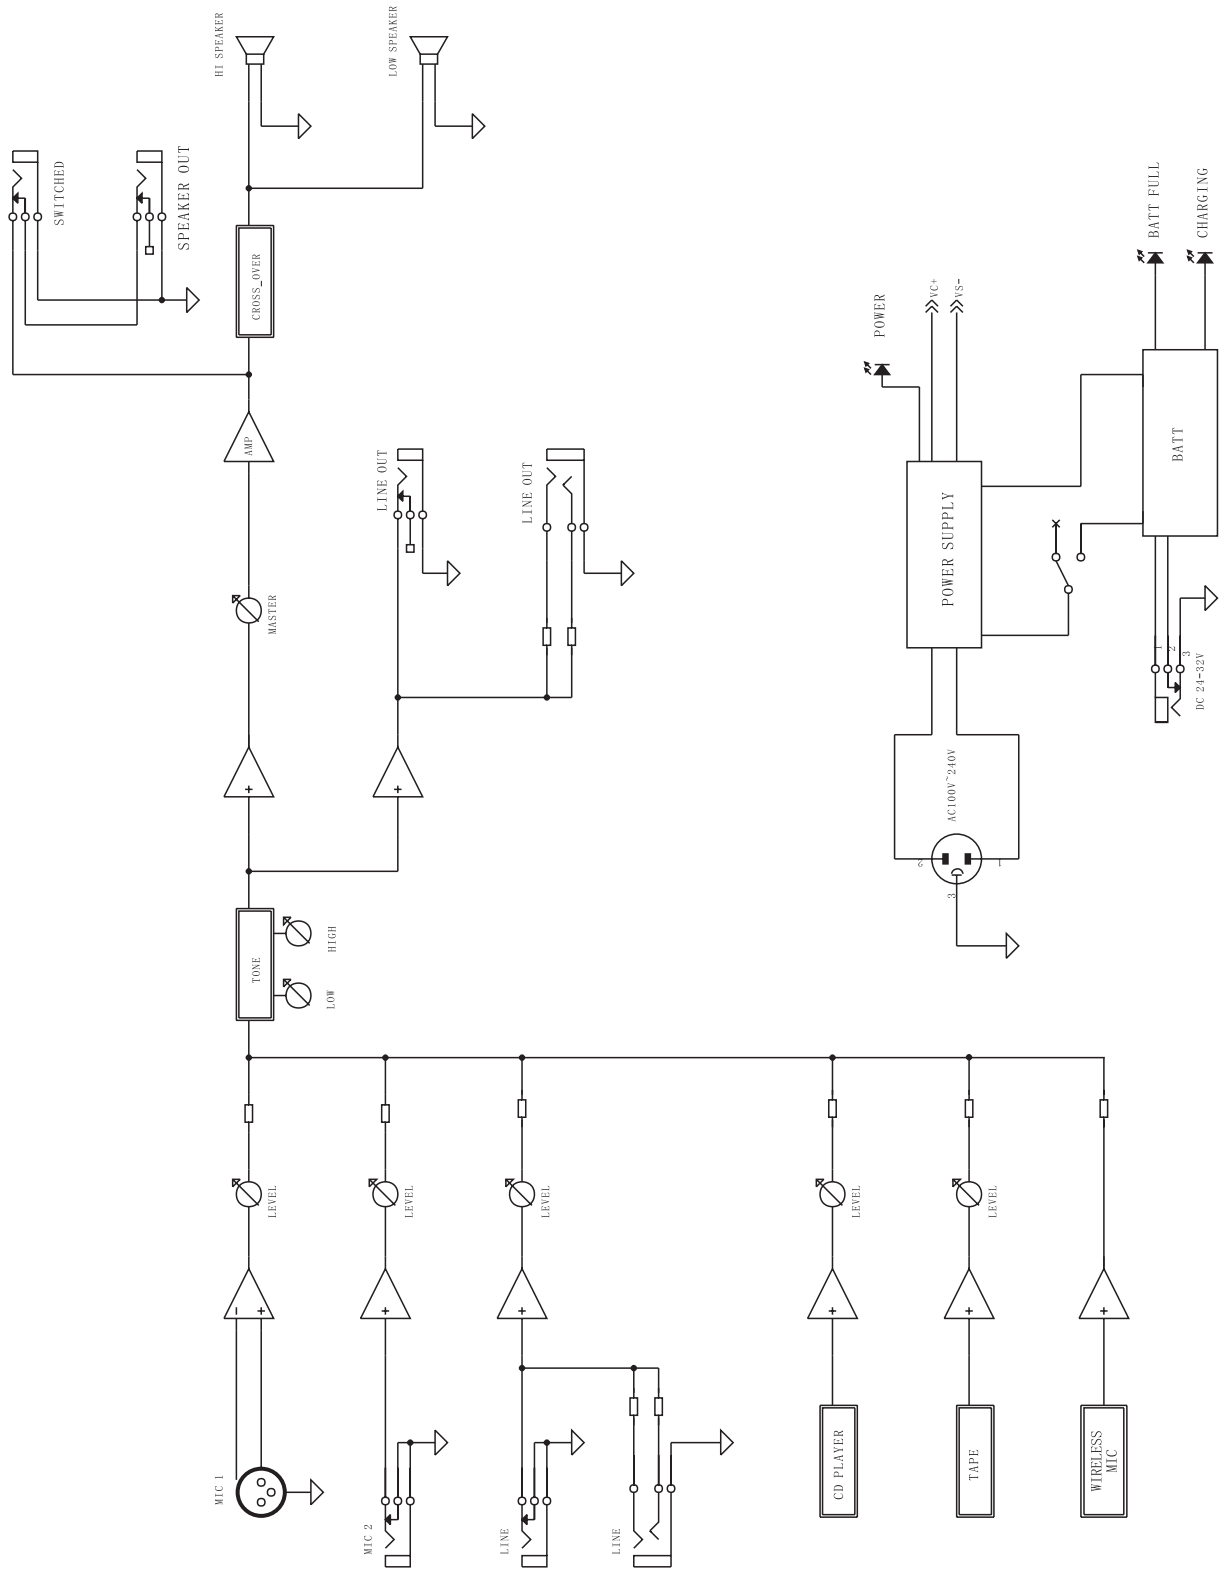 MIC 1
LEVEL
MIC 2
LEVEL
LINE
LEVEL
LINE
CD PLAYER
LEVEL
TAPE
LEVEL
WIRELESS
MIC
TONE
LOW
HIGH
MASTER
AMP
CROSS_OVER
SWITCHED
SPEAKER OUT
HI SPEAKER
LOW SPEAKER
LINE OUT
LINE OUT
AC100V~240V
1
2
3
POWER SUPPLY
POWER
VC+
VS-
DC 24-32V
1
2
3
BATT
BATT FULL
CHARGING